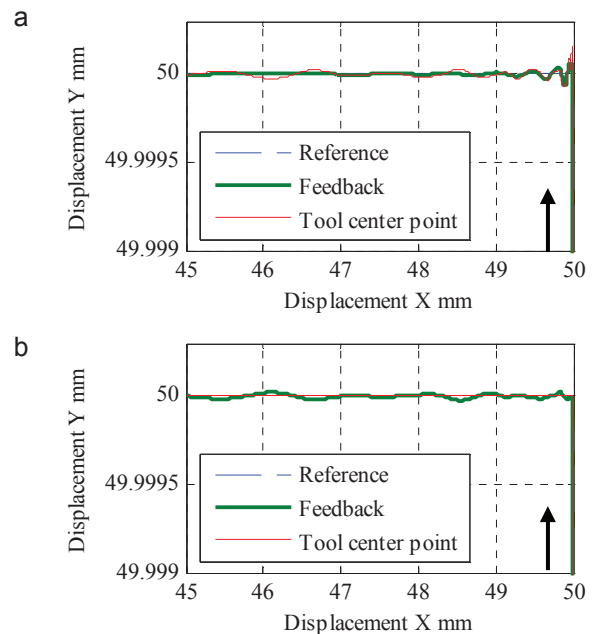 a
Displacement Y mm
50
49.9995
49.999
Reference
Feedback
Tool center point
45 46 47 48 49 50
Displacement X mm
b
Displacement Y mm
50
49.9995
49.999
Reference
Feedback
Tool center point
45 46 47 48 49 50
Displacement X mm